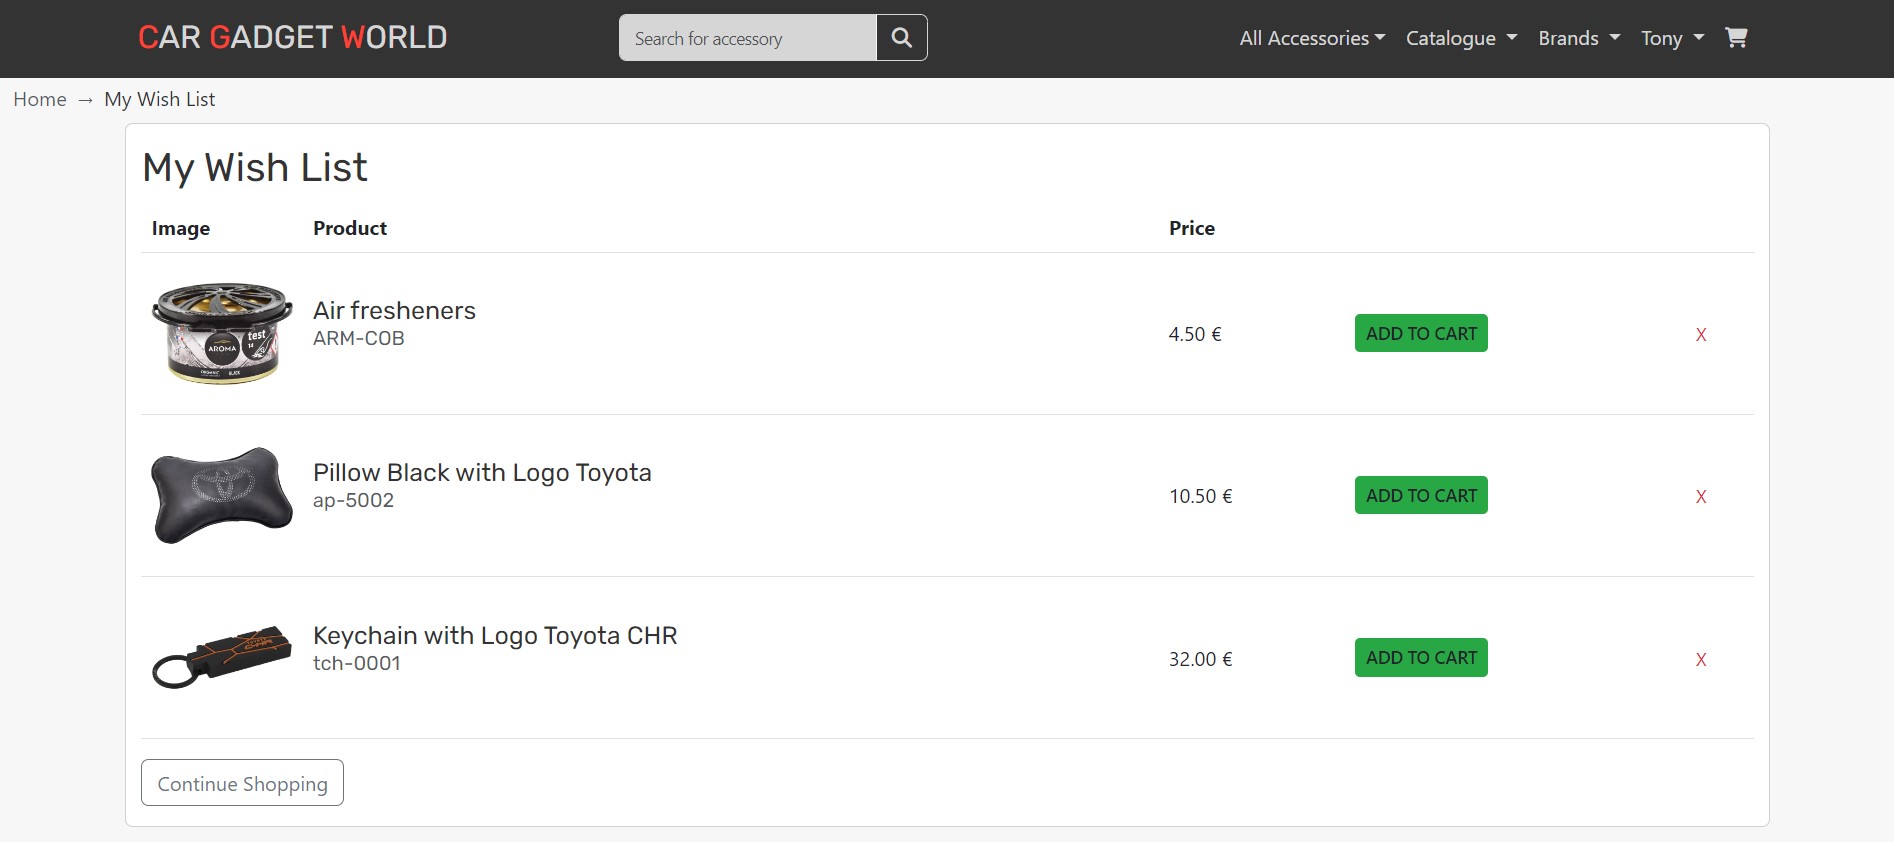 CAR GADGET WORLD
Search for accessory
All Accessories Catalogue Brands Tony
Home → My Wish List
My Wish List
Image Product Price
Air fresheners
ARM-COB
4.50 €
ADD TO CART
X
test
14
AROMA
ORGANIC BLACK
Pillow Black with Logo Toyota
ap-5002
10.50 €
ADD TO CART
X
Keychain with Logo Toyota CHR
tch-0001
32.00 €
ADD TO CART
X
Continue Shopping